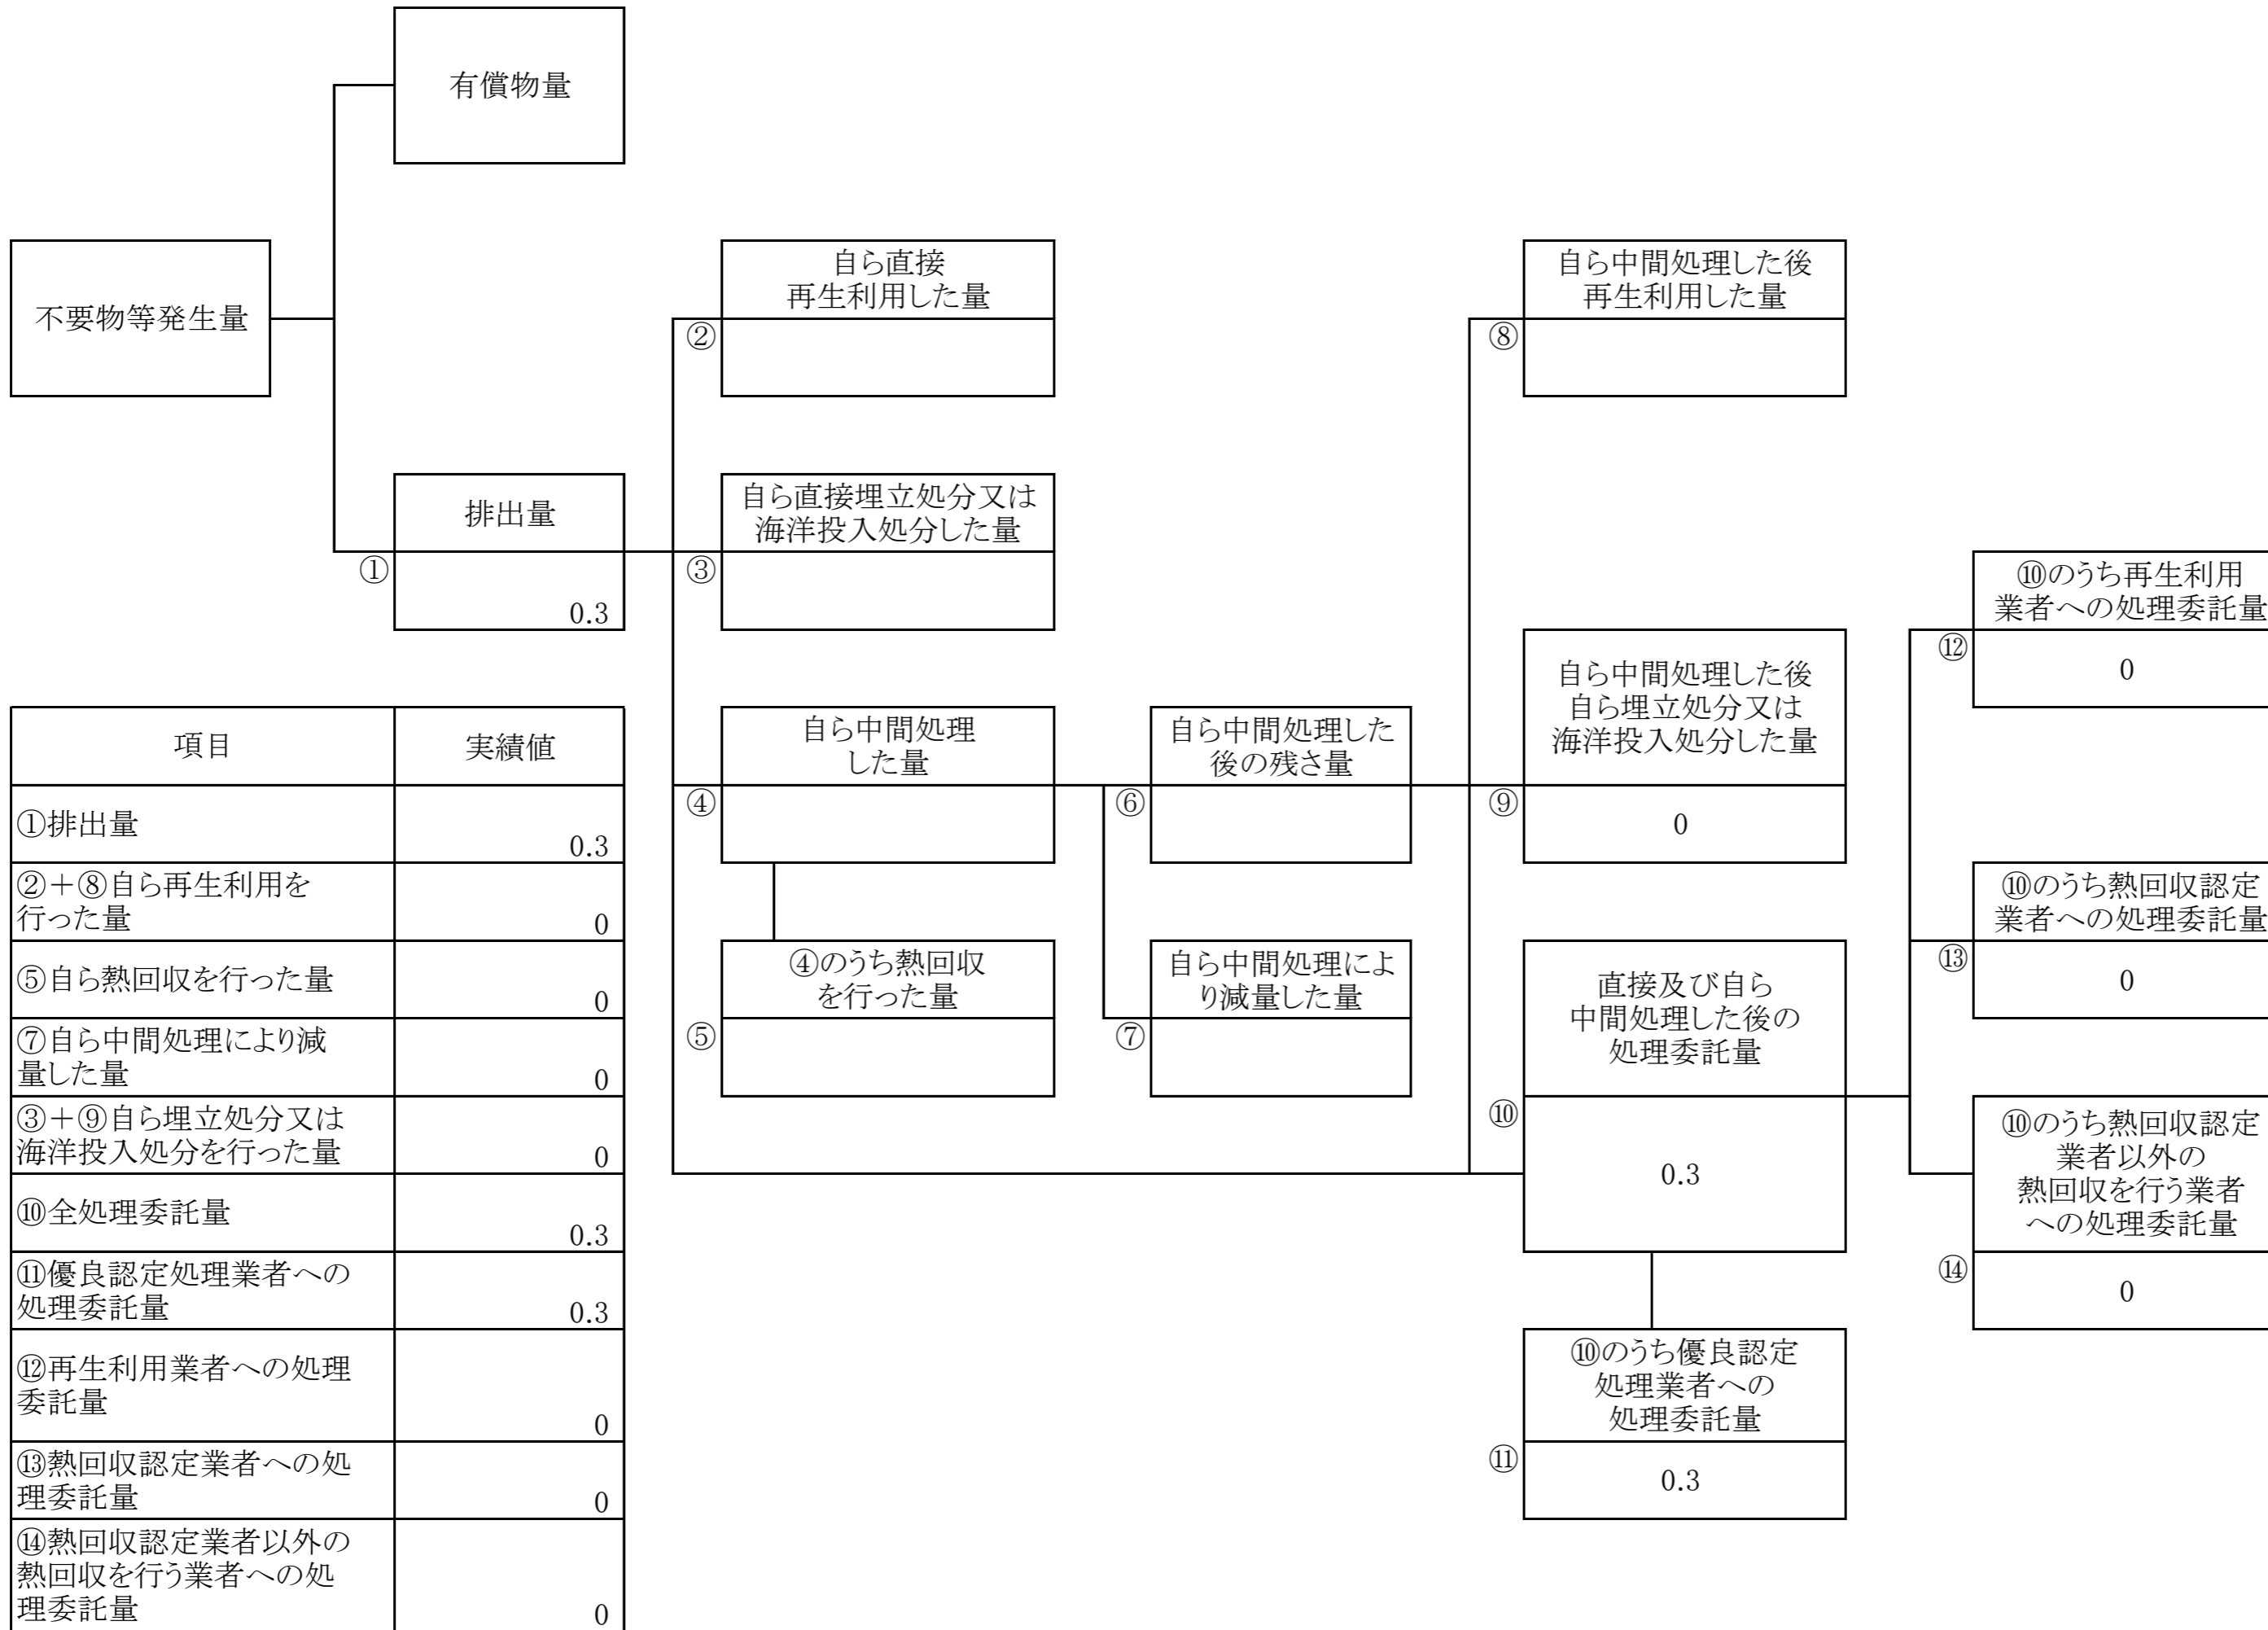 有償物量
不要物等発生量
自ら直接
再生利用した量
②
自ら中間処理した後
再生利用した量
⑧
排出量
①
0.3
自ら直接埋立処分又は
海洋投入処分した量
③
⑩のうち再生利用
業者への処理委託量
⑫
0
自ら中間処理した後
自ら埋立処分又は
海洋投入処分した量
⑨
0
自ら中間処理
した量
④
自ら中間処理した
後の残さ量
⑥
⑩のうち熱回収認定
業者への処理委託量
⑬
0
④のうち熱回収
を行った量
⑤
自ら中間処理によ
り減量した量
⑦
直接及び自ら
中間処理した後の
処理委託量
⑩
0.3
⑩のうち熱回収認定
業者以外の
熱回収を行う業者
への処理委託量
⑭
0
⑩のうち優良認定
処理業者への
処理委託量
⑪
0.3
項目
実績値
①排出量
0.3
②＋⑧自ら再生利用を
行った量
0
⑤自ら熱回収を行った量
0
⑦自ら中間処理により減
量した量
0
③＋⑨自ら埋立処分又は
海洋投入処分を行った量
0
⑩全処理委託量
0.3
⑪優良認定処理業者への
処理委託量
0.3
⑫再生利用業者への処理
委託量
0
⑬熱回収認定業者への処
理委託量
0
⑭熱回収認定業者以外の
熱回収を行う業者への処
理委託量
0